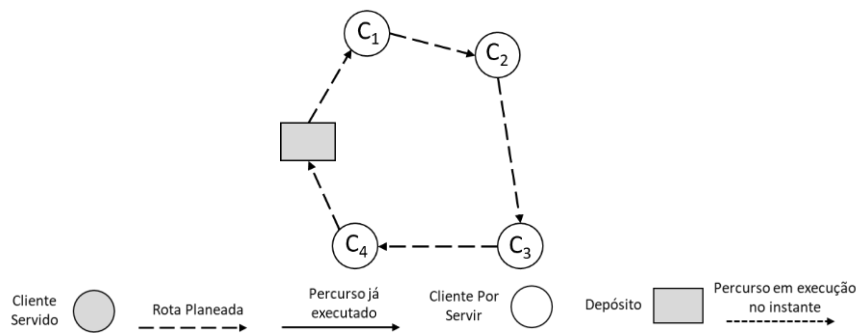 C1
C2
C4
C3
Cliente
Servido
Rota Planeada
Percurso já
executado
Cliente Por
Servir
Depósito
Percurso em execução
no instante